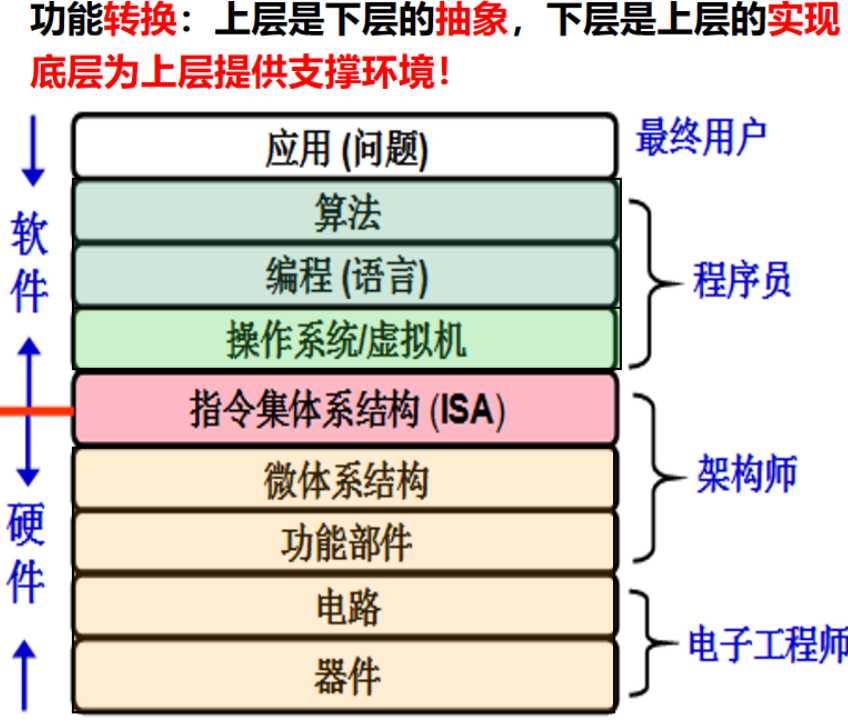 功能转换：上层是下层的抽象，下层是上层的实现
底层为上层提供支撑环境！
应用 (问题)
最终用户
算法
编程 (语言)
操作系统/虚拟机
程序员
软件
指令集体系结构 (ISA)
微体系结构
功能部件
架构师
硬件
电路
器件
电子工程师